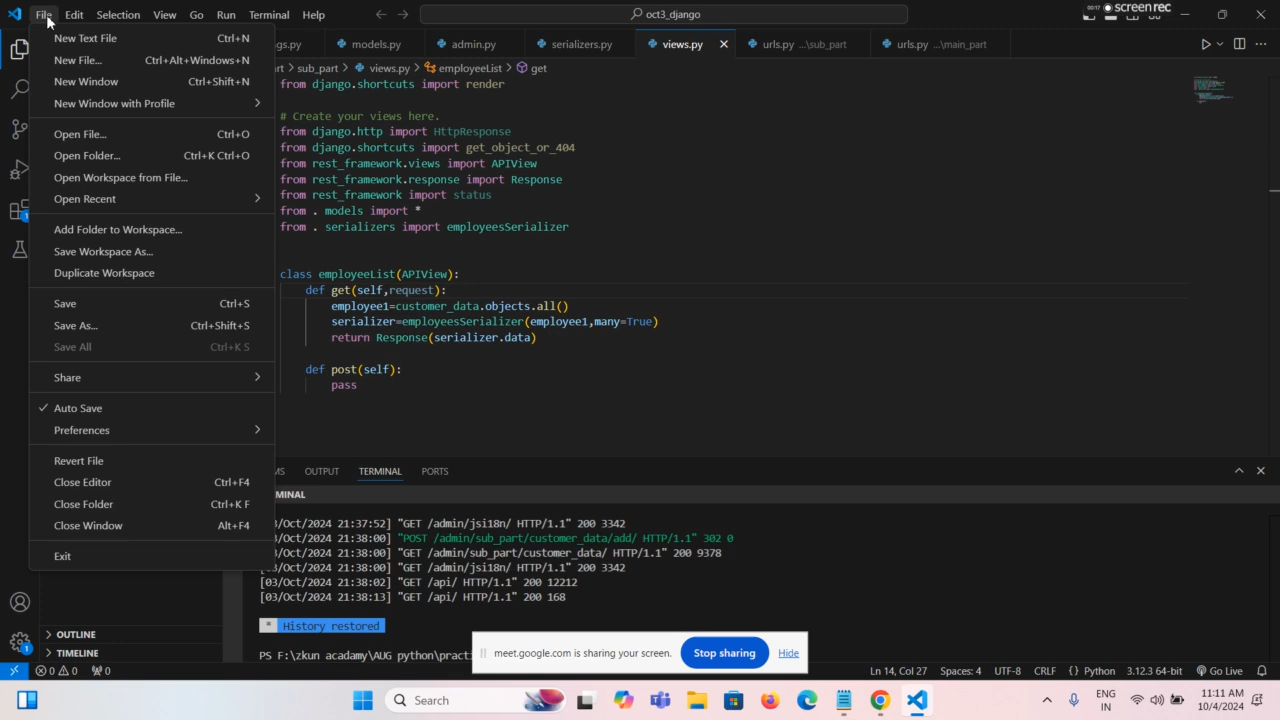 File Edit Selection View Go Run Terminal Help
oct3_django
00:17 screen rec
New Text File Ctrl+N
New File... Ctrl+Alt+Windows+N
New Window Ctrl+Shift+N
New Window with Profile
Open File... Ctrl+O
Open Folder... Ctrl+K Ctrl+O
Open Workspace from File...
Open Recent
Add Folder to Workspace...
Save Workspace As...
Duplicate Workspace
Save Ctrl+S
Save As... Ctrl+Shift+S
Save All Ctrl+K S
Share
Auto Save
Preferences
Revert File
Close Editor Ctrl+F4
Close Folder Ctrl+K F
Close Window Alt+F4
Exit
OUTLINE
TIMELINE
gs.py models.py admin.py serializers.py views.py urls.py ...\sub_part urls.py ...\main_part
rt > sub_part > views.py > employeeList > get
from django.shortcuts import render
# Create your views here.
from django.http import HttpResponse
from django.shortcuts import get_object_or_404
from rest_framework.views import APIView
from rest_framework.response import Response
from rest_framework import status
from . models import *
from . serializers import employeesSerializer
class employeeList(APIView):
def get(self,request):
employee1=customer_data.objects.all()
serializer=employeesSerializer(employee1,many=True)
return Response(serializer.data)
def post(self):
pass
MS OUTPUT TERMINAL PORTS
MINAL
3/Oct/2024 21:37:52] "GET /admin/jsi18n/ HTTP/1.1" 200 3342
[03/Oct/2024 21:38:00] "POST /admin/sub_part/customer_data/add/ HTTP/1.1" 302 0
[03/Oct/2024 21:38:00] "GET /admin/sub_part/customer_data/ HTTP/1.1" 200 9378
[03/Oct/2024 21:38:00] "GET /admin/jsi18n/ HTTP/1.1" 200 3342
[03/Oct/2024 21:38:02] "GET /api/ HTTP/1.1" 200 12212
[03/Oct/2024 21:38:13] "GET /api/ HTTP/1.1" 200 168
* History restored
PS F:\zkun acadamy\AUG python\practi
meet.google.com is sharing your screen. Stop sharing Hide
0 0 0 Ln 14, Col 27 Spaces: 4 UTF-8 CRLF Python 3.12.3 64-bit Go Live
Search
ENG
IN
11:11 AM
10/4/2024